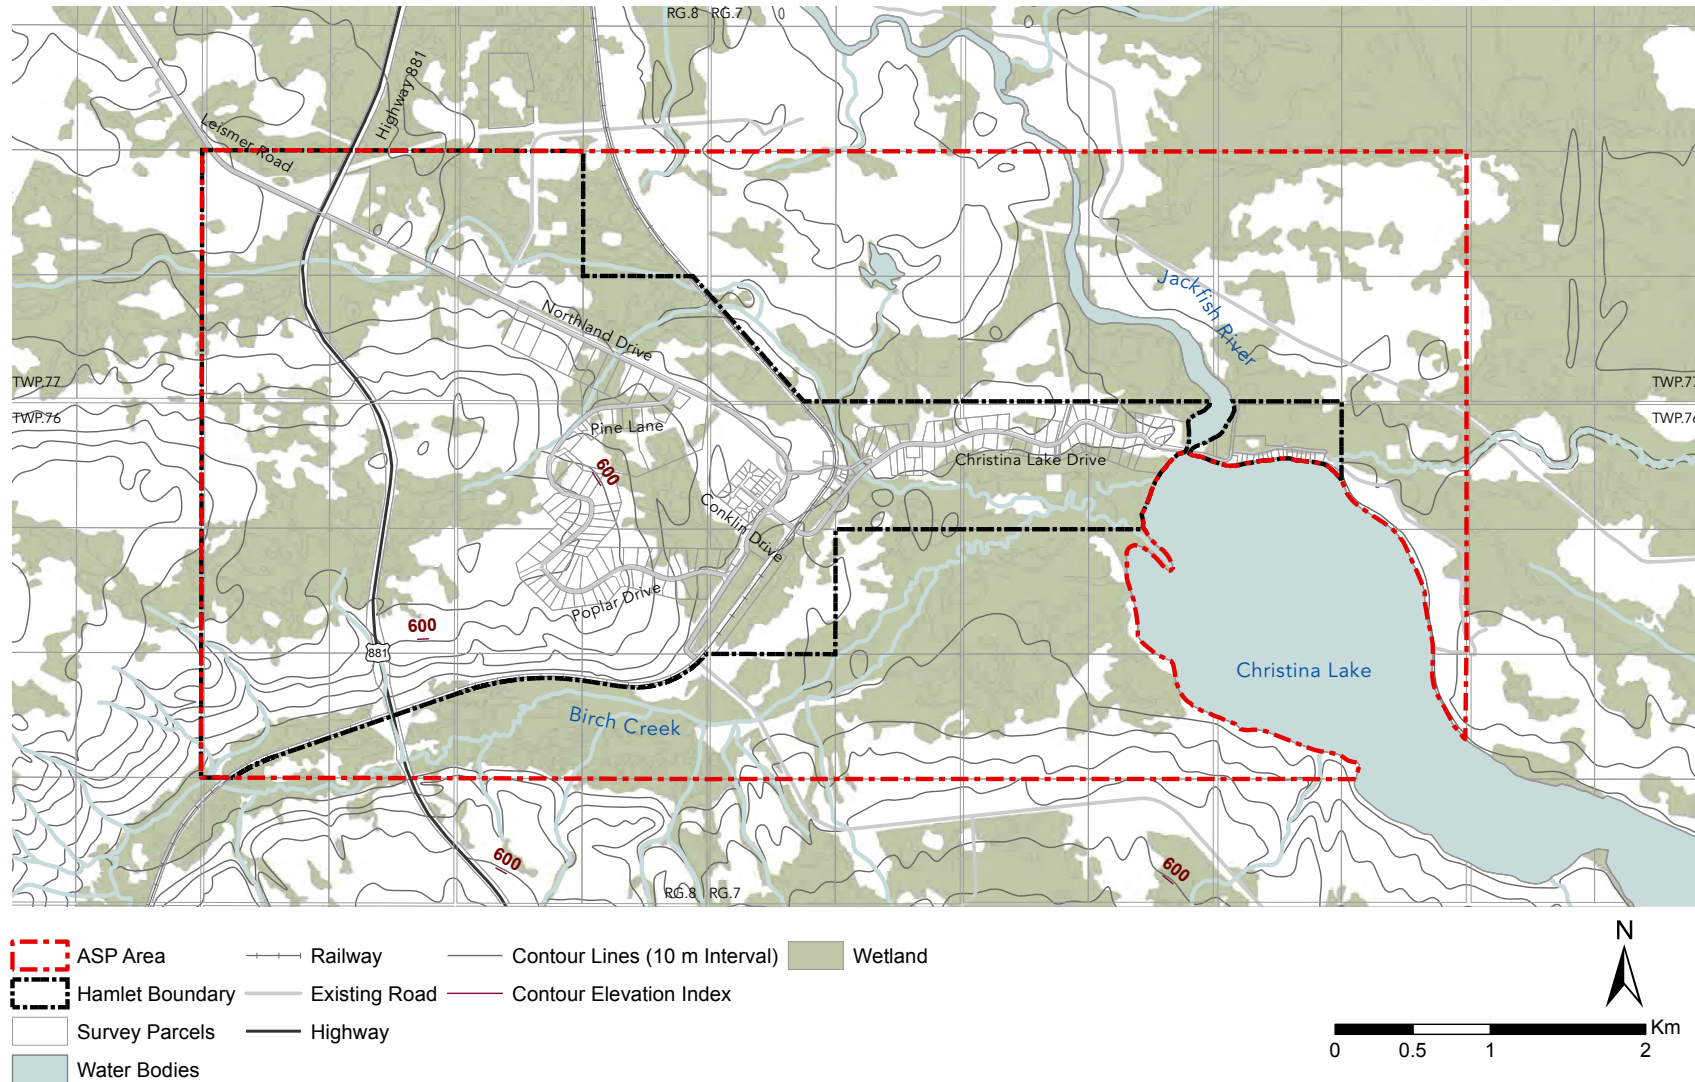 RG.8 RG.7
Highway 881
Leismer Road
Jackfish River
Northland Drive
TWP.77
TWP.77
TWP.76
TWP.76
Pine Lane
Christina Lake Drive
600
Conklin Drive
Poplar Drive
600
881
Christina Lake
Birch Creek
600
600
RG.8 RG.7
N
ASP Area
Railway
Contour Lines (10 m Interval)
Wetland
Hamlet Boundary
Existing Road
Contour Elevation Index
Survey Parcels
Highway
Water Bodies
Km
0 0.5 1 2